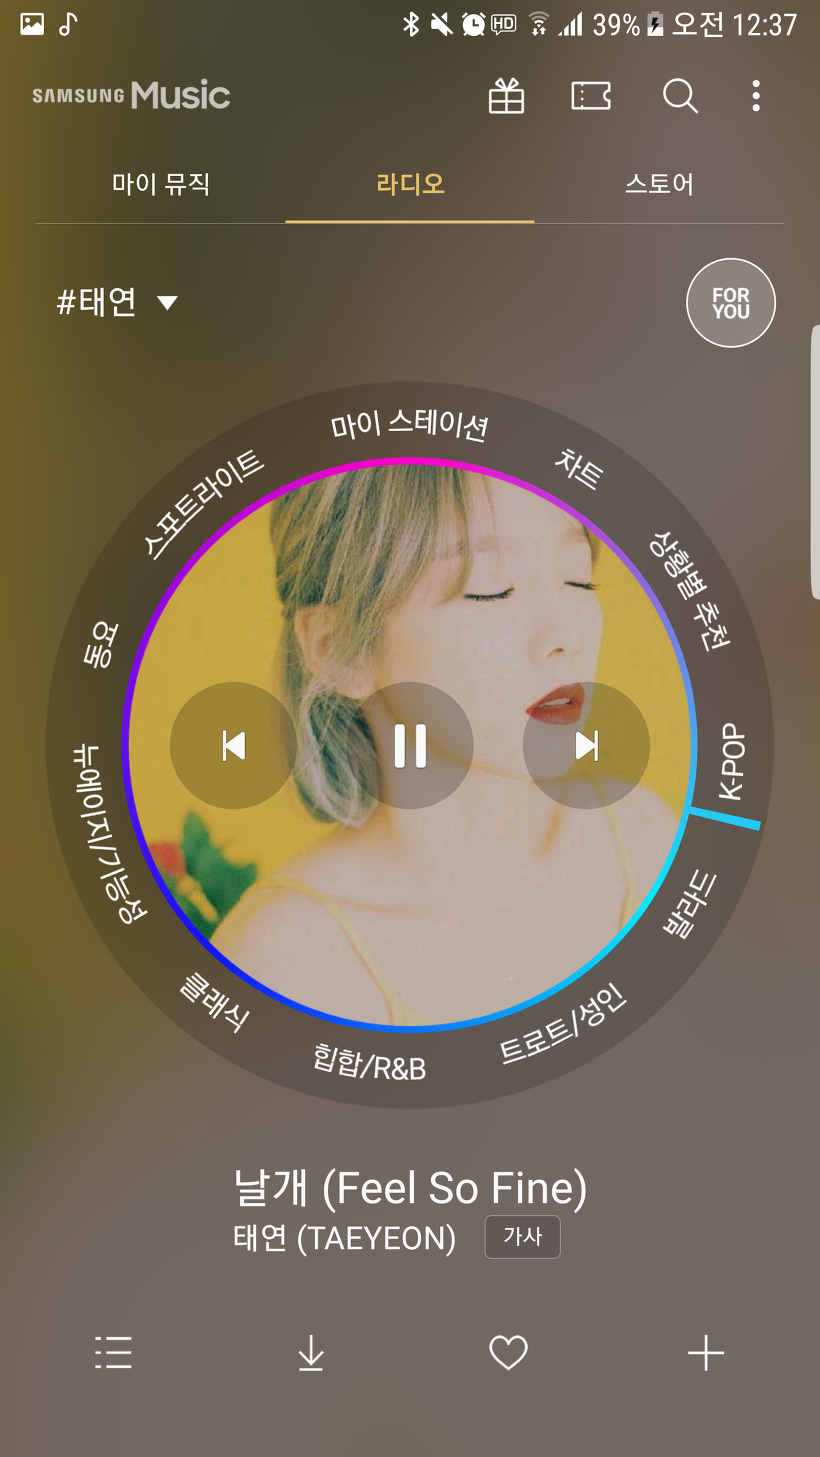 HD
39%
오전 12:37
SAMSUNG Music
마이 뮤직
라디오
스토어
#태연
FOR
YOU
마이 스테이션
차트
상황별 추천
K-POP
발라드
트로트/성인
힙합/R&B
클래식
뉴에이지/기능성
동요
스포트라이트
날개 (Feel So Fine)
태연 (TAEYEON)
가사